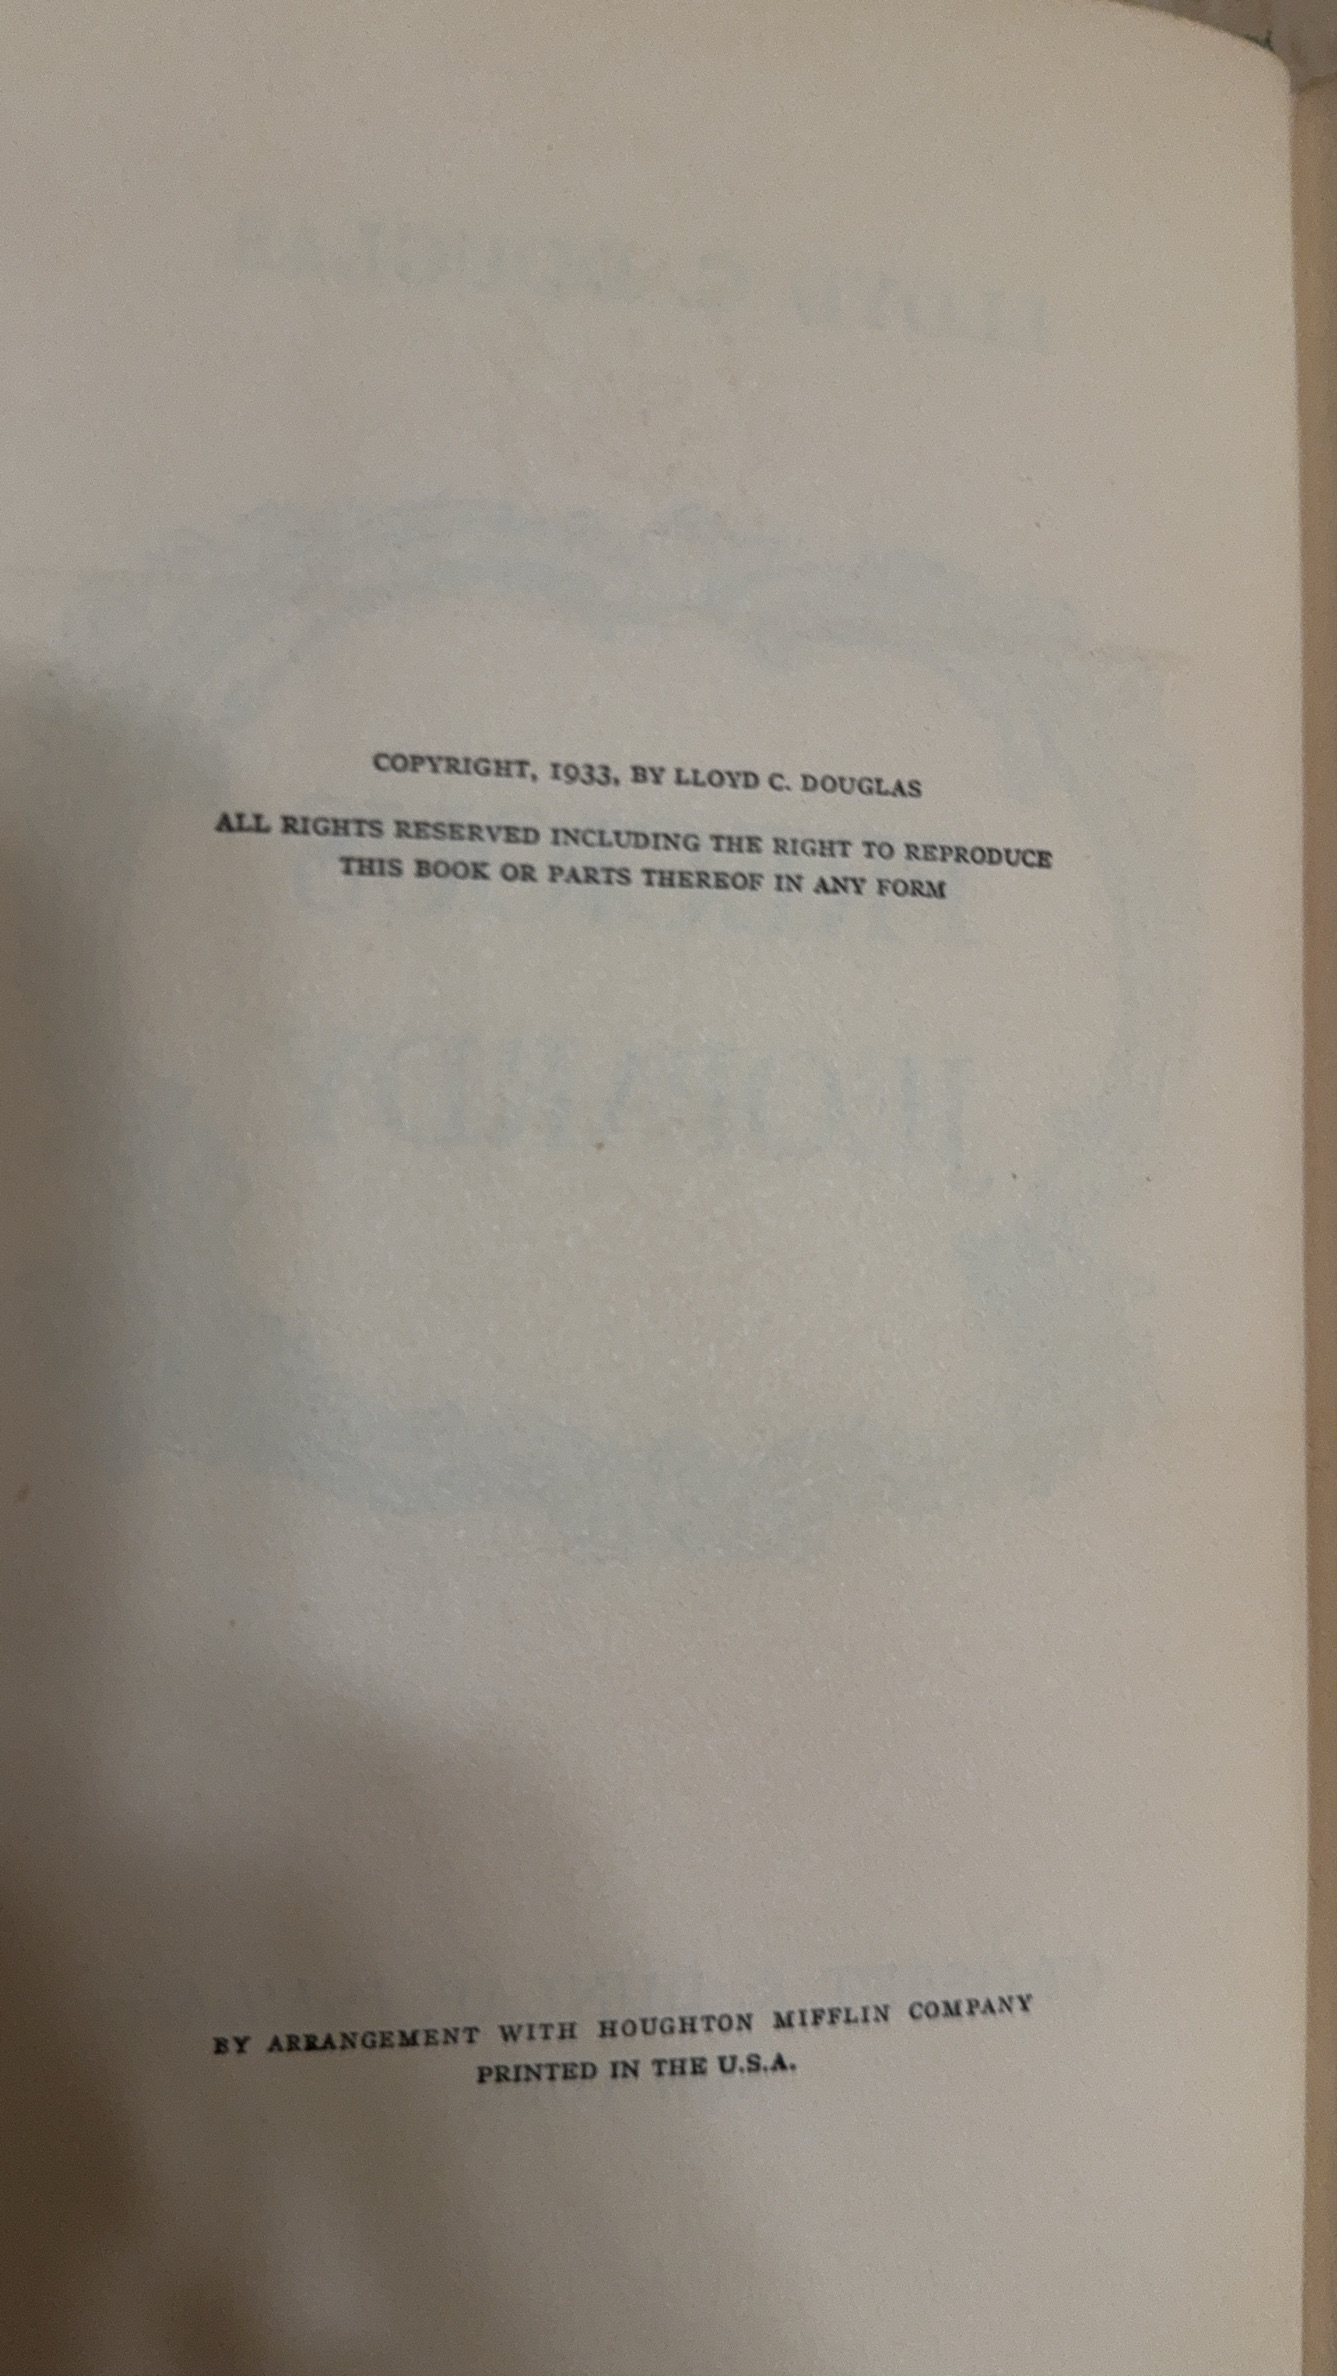 COPYRIGHT, 1933, BY LLOYD C. DOUGLAS
ALL RIGHTS RESERVED INCLUDING THE RIGHT TO REPRODUCE
THIS BOOK OR PARTS THEREOF IN ANY FORM
BY ARRANGEMENT WITH HOUGHTON MIFFLIN COMPANY
PRINTED IN THE U.S.A.